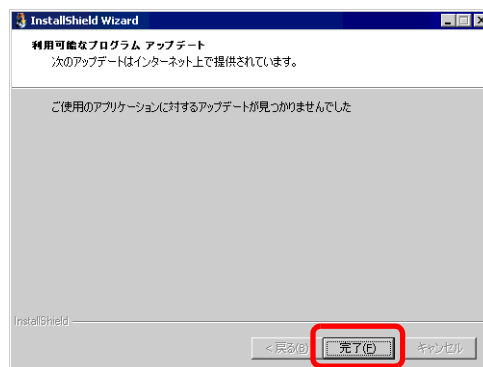 InstallShield Wizard
利用可能なプログラム アップデート
次のアップデートはインターネット上で提供されています。
ご使用のアプリケーションに対するアップデートが見つかりませんでした
InstallShield
< 戻る(B)
完了(F)
キャンセル